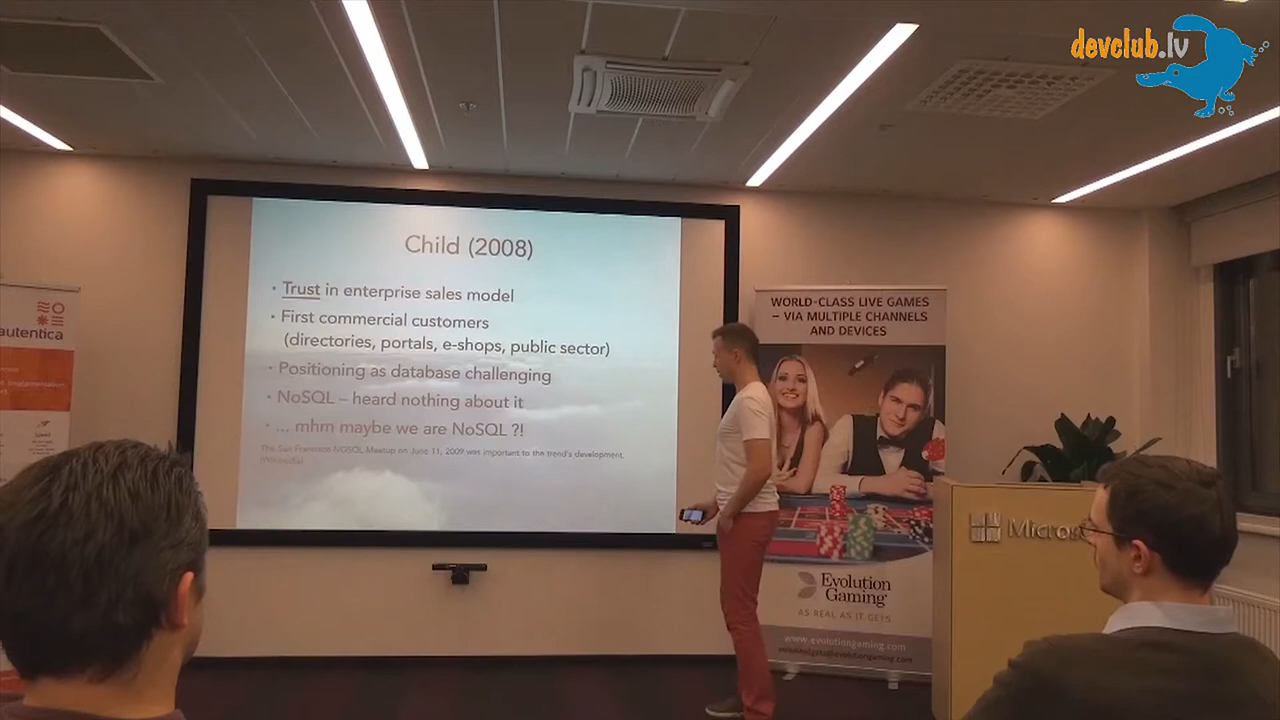 devclub.lv
Child (2008)
• Trust in enterprise sales model
• First commercial customers
(directories, portals, e-shops, public sector)
• Positioning as database challenging
• NoSQL – heard nothing about it
• ... mhm maybe we are NoSQL ?!
The San Francisco NOSQL Meetup on June 11, 2009 was important to the trend's development.
(Wikipedia)
autentica
WORLD-CLASS LIVE GAMES
– VIA MULTIPLE CHANNELS
AND DEVICES
Evolution
Gaming
AS REAL AS IT GETS
www.evolutiongaming.com
Micro